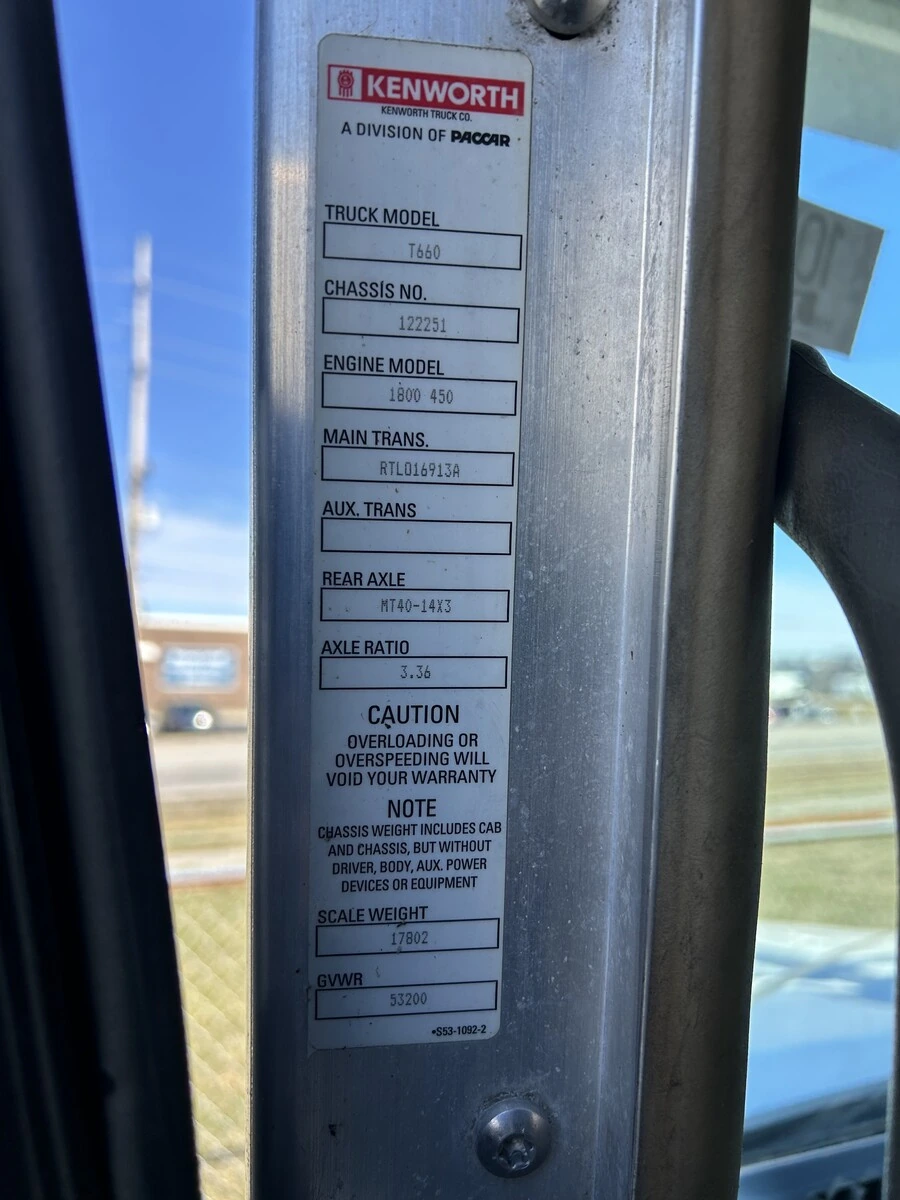 KENWORTH
KENWORTH TRUCK CO.
A DIVISION OF PACCAR
TRUCK MODEL
T660
CHASSIS NO.
122251
ENGINE MODEL
1800 450
MAIN TRANS.
RTLO16913A
AUX. TRANS
REAR AXLE
MT40-14X3
AXLE RATIO
3.36
CAUTION
OVERLOADING OR
OVERSPEEDING WILL
VOID YOUR WARRANTY
NOTE
CHASSIS WEIGHT INCLUDES CAB
AND CHASSIS, BUT WITHOUT
DRIVER, BODY, AUX. POWER
DEVICES OR EQUIPMENT
SCALE WEIGHT
17802
GVWR
53200
•S53-1092-2